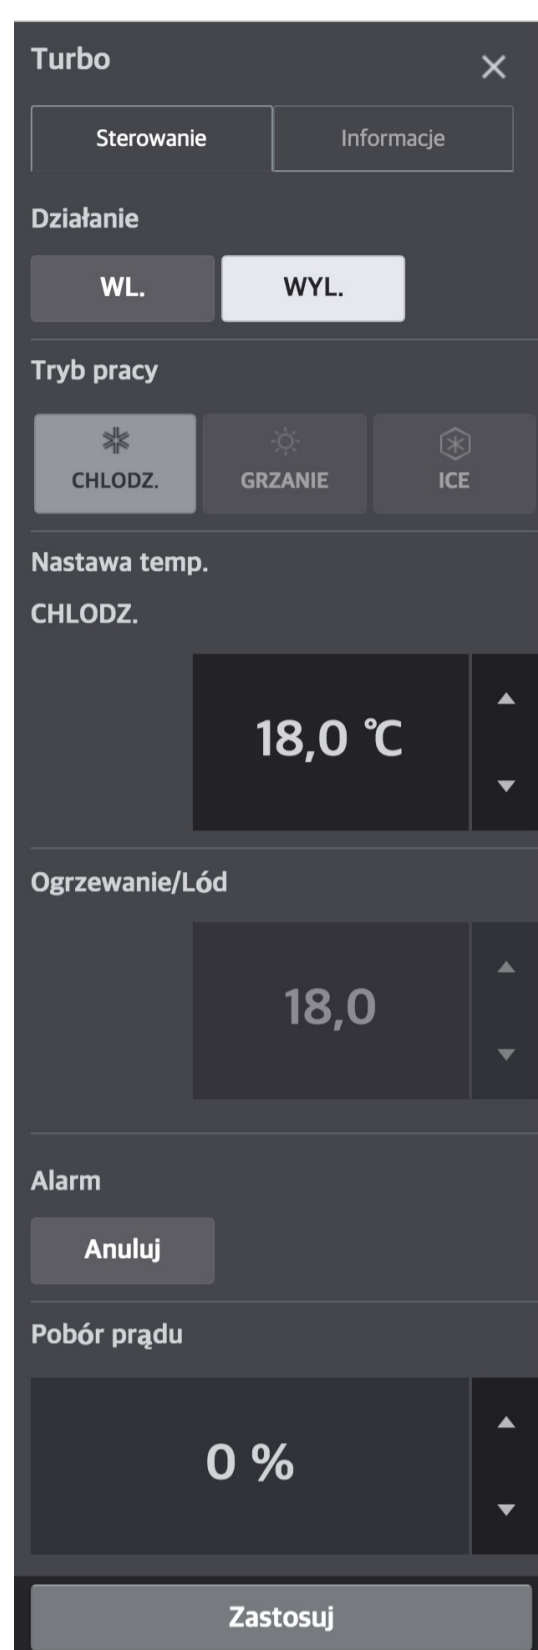 Turbo
Sterowanie Informacje
Działanie
WL. WYL.
Tryb pracy
CHLODZ. GRZANIE ICE
Nastawa temp.
CHLODZ.
18,0 °C
Ogrzewanie/Lód
18,0
Alarm
Anuluj
Pobór prądu
0 %
Zastosuj